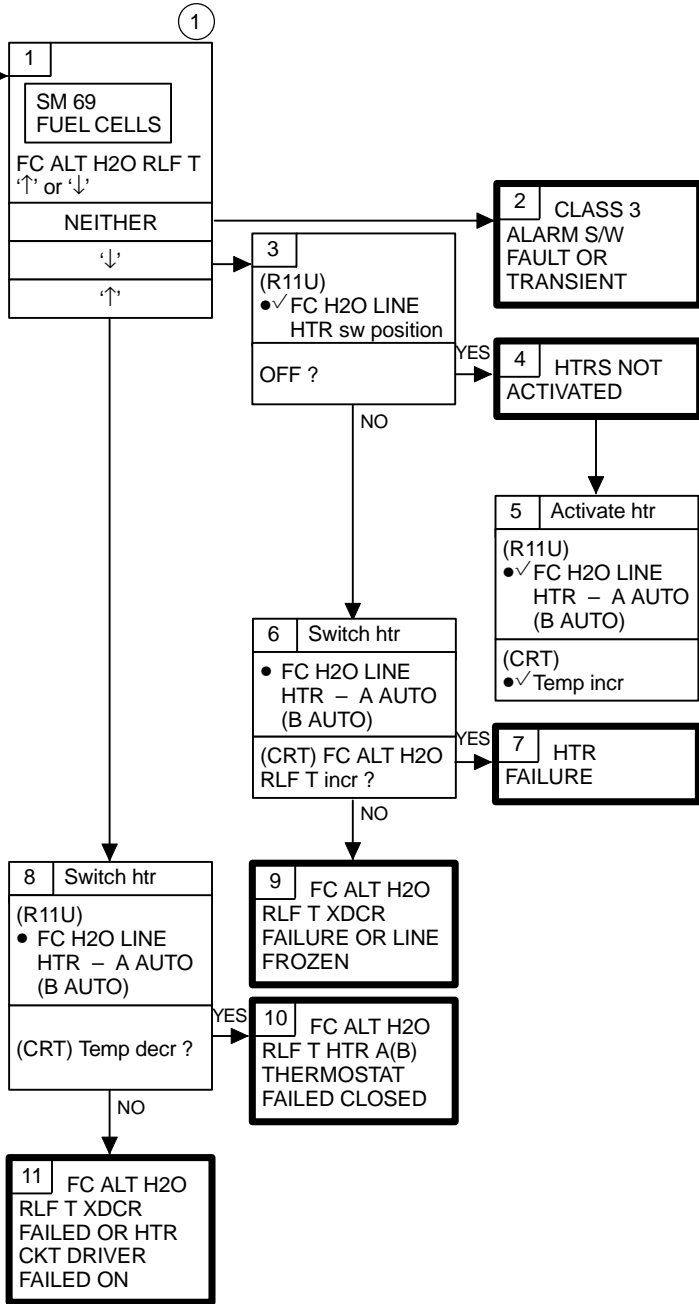 1
1
SM 69
FUEL CELLS
FC ALT H2O RLF T
‘↑’ or ‘↓’
NEITHER
‘↓’
‘↑’
2 CLASS 3
ALARM S/W
FAULT OR
TRANSIENT
3
(R11U)
●√ FC H2O LINE
HTR sw position
OFF ?
YES
NO
4 HTRS NOT
ACTIVATED
5 Activate htr
(R11U)
●√ FC H2O LINE
HTR – A AUTO
(B AUTO)
(CRT)
●√ Temp incr
6 Switch htr
● FC H2O LINE
HTR – A AUTO
(B AUTO)
(CRT) FC ALT H2O
RLF T incr ?
YES
NO
7 HTR
FAILURE
8 Switch htr
(R11U)
● FC H2O LINE
HTR – A AUTO
(B AUTO)
(CRT) Temp decr ?
YES
NO
9 FC ALT H2O
RLF T XDCR
FAILURE OR LINE
FROZEN
10 FC ALT H2O
RLF T HTR A(B)
THERMOSTAT
FAILED CLOSED
11 FC ALT H2O
RLF T XDCR
FAILED OR HTR
CKT DRIVER
FAILED ON